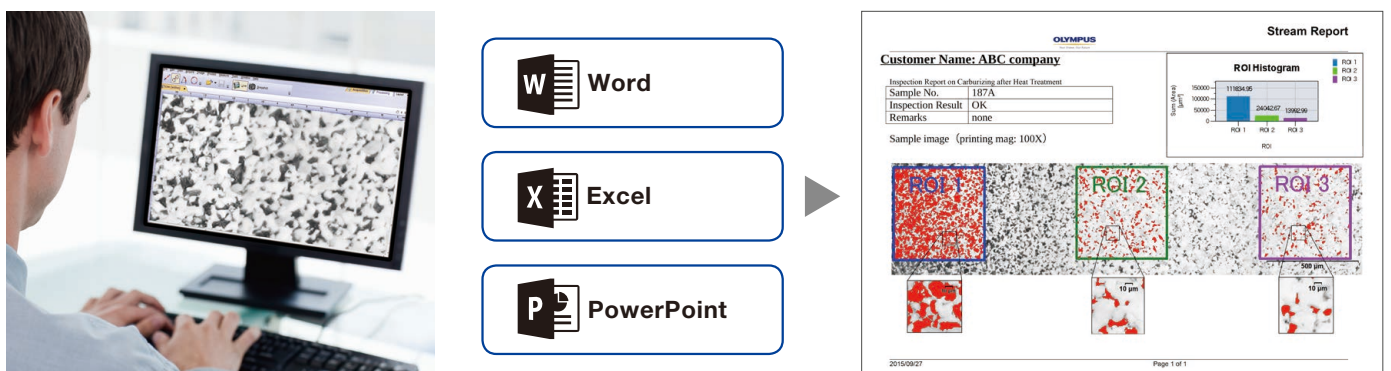 W Word
X Excel
P PowerPoint
OLYMPUS
Stream Report
Customer Name: ABC company
Inspection Report on Carburizing after Heat Treatment
Sample No. 187A
Inspection Result OK
Remarks none
Sample image (printing mag: 100X)
ROI Histogram
ROI 1
ROI 2
ROI 3
Sum (Area)
[µm²]
150000
100000
50000
0
111834.95
24042.67
13992.99
ROI 1 ROI 2 ROI 3
ROI
ROI 1 ROI 2 ROI 3
500 µm
10 µm 10 µm
2015/09/27 Page 1 of 1